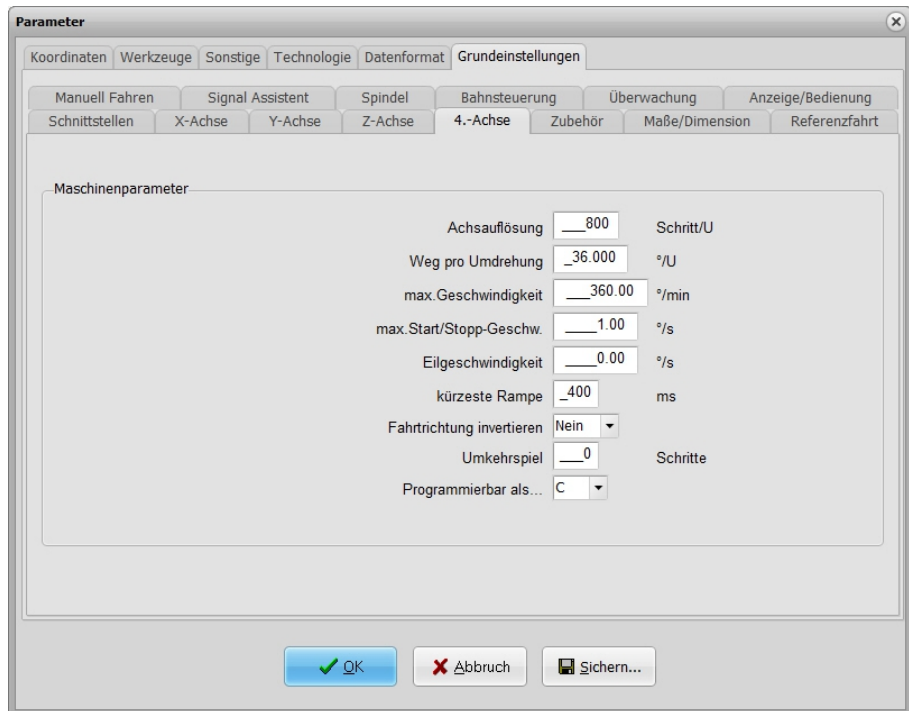 Parameter
Koordinaten Werkzeuge Sonstige Technologie Datenformat Grundeinstellungen
Manuell Fahren Signal Assistent Spindel Bahnsteuerung Überwachung Anzeige/Bedienung
Schnittstellen X-Achse Y-Achse Z-Achse 4.-Achse Zubehör Maße/Dimension Referenzfahrt
Maschinenparameter
Achsauflösung ___800 Schritt/U
Weg pro Umdrehung _36.000 °/U
max.Geschwindigkeit ___360.00 °/min
max.Start/Stopp-Geschw. ____1.00 °/s
Eilgeschwindigkeit ____0.00 °/s
kürzeste Rampe _400 ms
Fahrtrichtung invertieren Nein
Umkehrspiel ___0 Schritte
Programmierbar als... C
OK Abbruch Sichern...